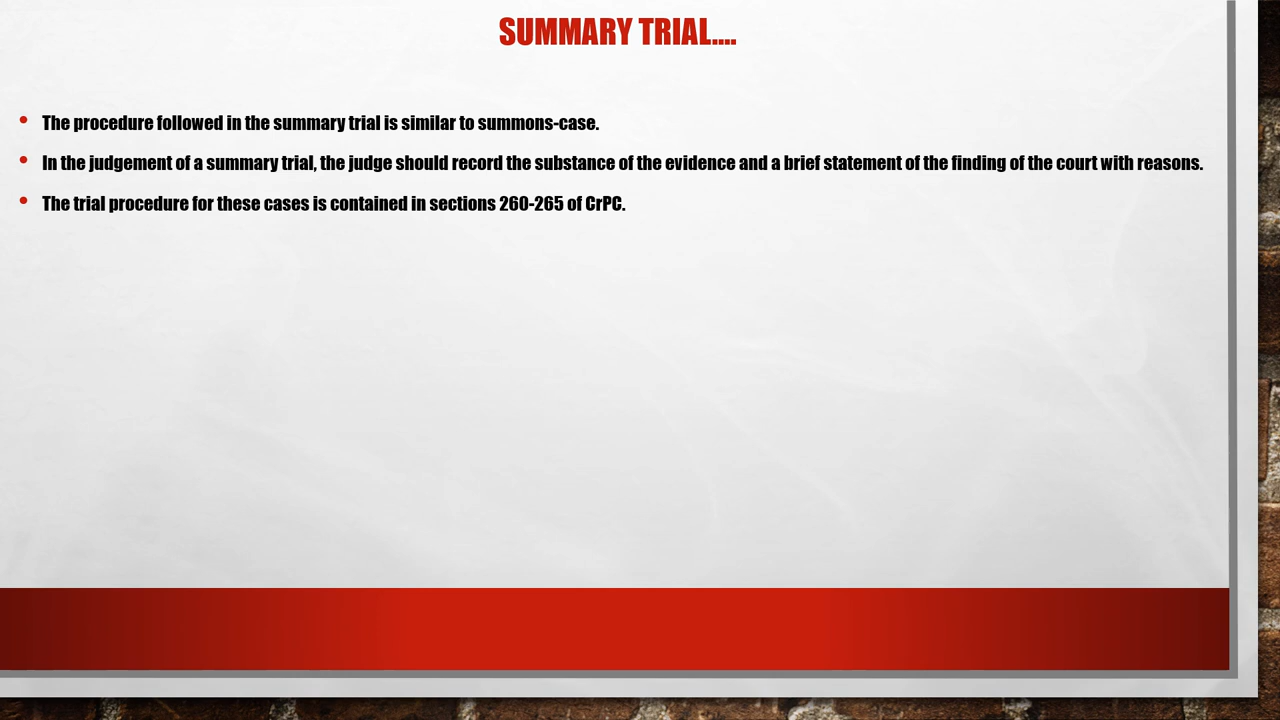 SUMMARY TRIAL....
• The procedure followed in the summary trial is similar to summons-case.
• In the judgement of a summary trial, the judge should record the substance of the evidence and a brief statement of the finding of the court with reasons.
• The trial procedure for these cases is contained in sections 260-265 of CrPC.